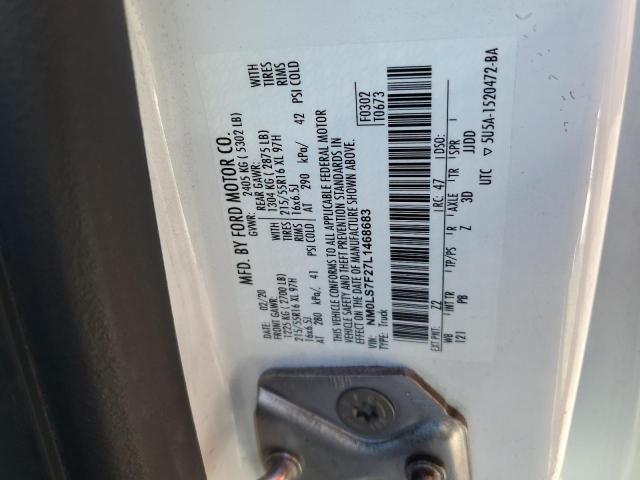 MFD. BY FORD MOTOR CO.
DATE: 02/20 GVWR: 2405 KG ( 5302 LB)
FRONT GAWR: REAR GAWR:
1225 KG ( 2700 LB) 1304 KG ( 2875 LB) WITH
215/55R16 XL 97H TIRES 215/55R16 XL 97H TIRES
16x6.5J RIMS 16x6.5J RIMS
AT 280 kPa/ 41 PSI COLD AT 290 kPa/ 42 PSI COLD
THIS VEHICLE CONFORMS TO ALL APPLICABLE FEDERAL MOTOR
VEHICLE SAFETY AND THEFT PREVENTION STANDARDS IN
EFFECT ON THE DATE OF MANUFACTURE SHOWN ABOVE.
VIN: NM0LS7F27L1468683
TYPE: Truck
F0302
T0673
EXT PNT: Z2 RC: 47 DSO:
WB INT TR TP/PS R AXLE TR SPR
121 PB Z 3D JJDD
UTC ▽ 5U5A-1520472-BA